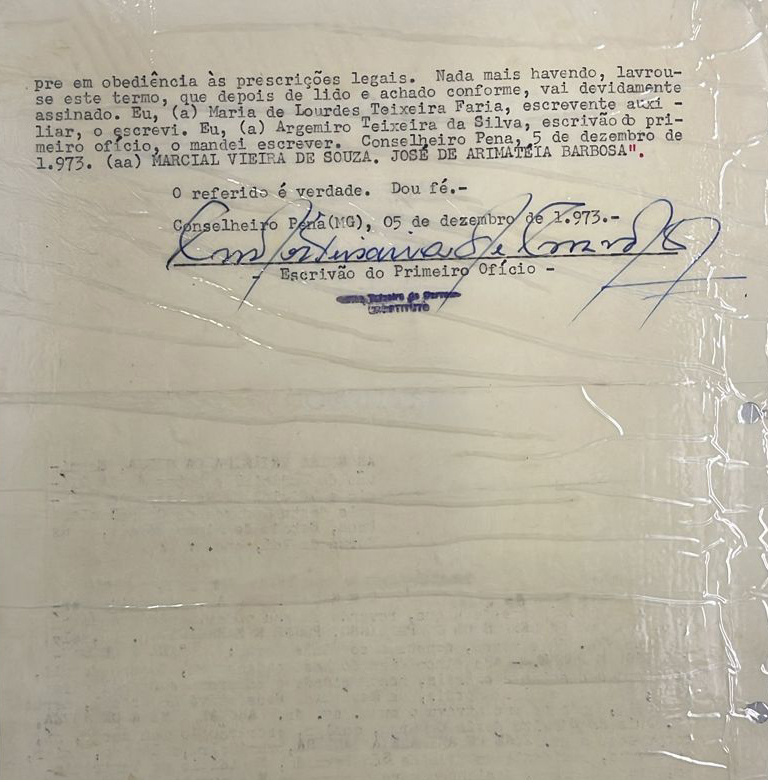 pre em obediência às prescrições legais. Nada mais havendo, lavrou-
se este termo, que depois de lido e achado conforme, vai devidamente
assinado. Eu, (a) Maria de Lourdes Teixeira Faria, escrevente auxi -
liar, o escrevi. Eu, (a) Argemiro Teixeira da Silva, escrivão do pri-
meiro ofício, o mandei escrever. Conselheiro Pena, 5 de dezembro de
1.973. (aa) MARCIAL VIEIRA DE SOUZA. JOSÉ DE ARIMATÉIA BARBOSA".
O referido é verdade. Dou fé.-
Conselheiro Pena(MG), 05 de dezembro de 1.973.-
- Escrivão do Primeiro Ofício -
SUBSTITUTO